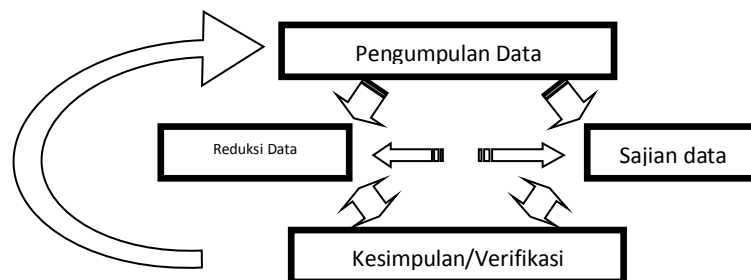 Pengumpulan Data
Reduksi Data
Sajian data
Kesimpulan/Verifikasi